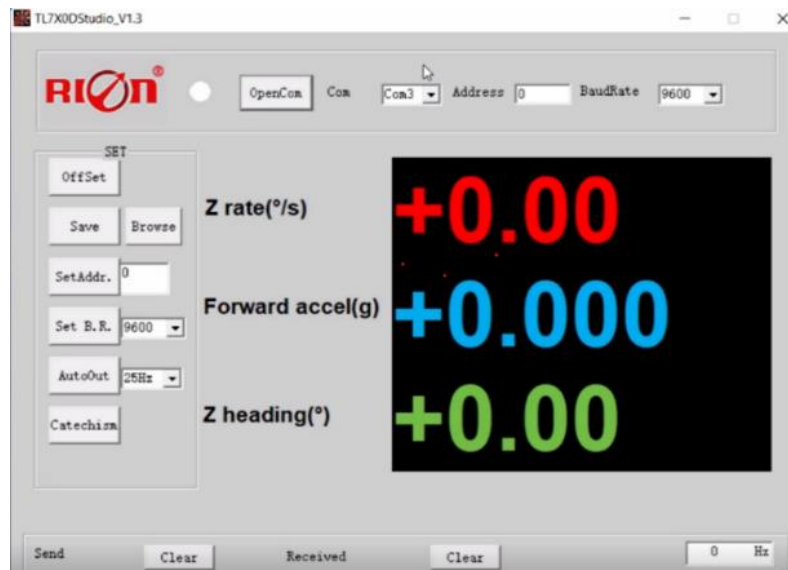 TL7X0DStudio_V1.3
RION®
OpenCom Com Com3 Address 0 BaudRate 9600
SET
OffSet
Save Browse
SetAddr. 0
Set B.R. 9600
AutoOut 25Hz
Catechism
Z rate(°/s) +0.00
Forward accel(g) +0.000
Z heading(°) +0.00
Send Clear Received Clear 0 Hz